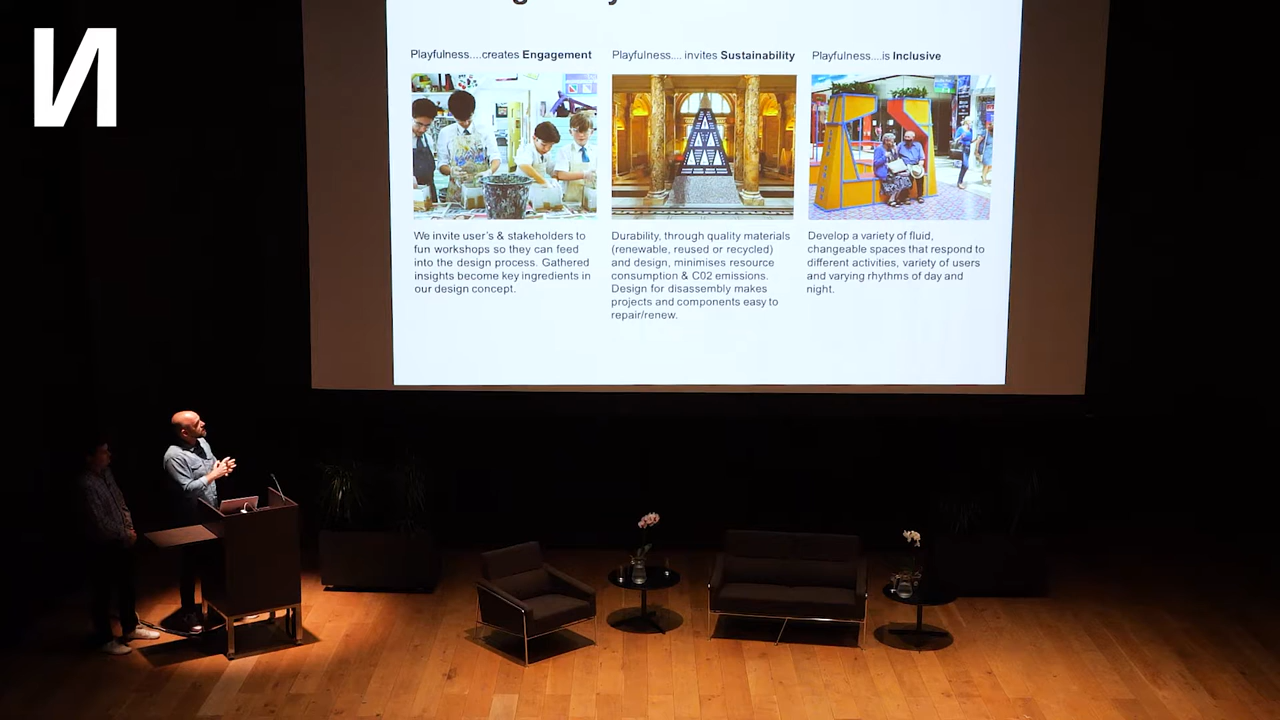 И
Playfulness....creates Engagement
Playfulness.... invites Sustainability
Playfulness....is Inclusive
We invite user's & stakeholders to
fun workshops so they can feed
into the design process. Gathered
insights become key ingredients in
our design concept.
Durability, through quality materials
(renewable, reused or recycled)
and design, minimises resource
consumption & C02 emissions.
Design for disassembly makes
projects and components easy to
repair/renew.
Develop a variety of fluid,
changeable spaces that respond to
different activities, variety of users
and varying rhythms of day and
night.